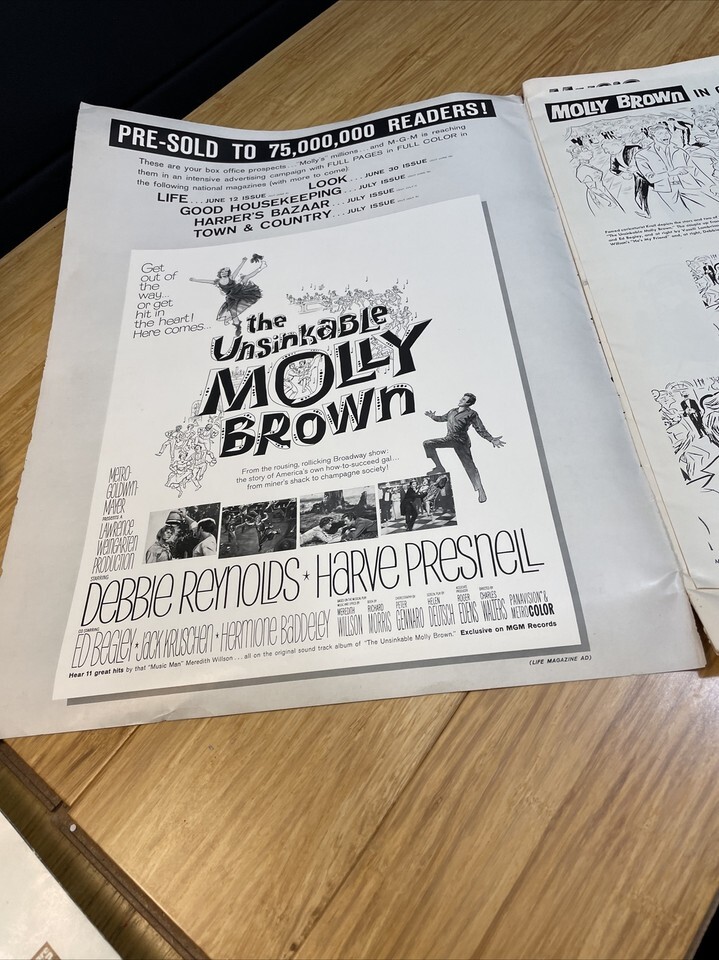 PRE-SOLD TO 75,000,000 READERS!
These are your box office prospects... "Molly's" millions... and M-G-M is reaching
them in an intensive advertising campaign with FULL PAGES in FULL COLOR in
the following national magazines (with more to come)
LIFE... JUNE 12 ISSUE
LOOK... JUNE 30 ISSUE
GOOD HOUSEKEEPING... JULY ISSUE
HARPER'S BAZAAR... JULY ISSUE
TOWN & COUNTRY... JULY ISSUE
Get
out of
the
way...
or get
hit in
the heart!
Here comes...
the
Unsinkable
MOLLY
BROWN
From the rousing, rollicking Broadway show:
the story of America's own how-to-succeed gal...
from miner's shack to champagne society!
METRO-
GOLDWYN-
MAYER
PRESENTS A
LAWRENCE
WEINGARTEN
PRODUCTION
STARRING
DEBBIE REYNOLDS ★ HARVE PRESNELL
CO-STARRING
ED BEGLEY • JACK KRUSCHEN • HERMIONE BADDELEY
MEREDITH WILLSON
RICHARD MORRIS
PETER GENNARO
HELEN DEUTSCH
ROGER EDENS
CHARLES WALTERS
PANAVISION & METROCOLOR
Hear 11 great hits by that "Music Man" Meredith Willson... all on the original sound track album of "The Unsinkable Molly Brown." Exclusive on MGM Records
(LIFE MAGAZINE AD)
MOLLY BROWN IN